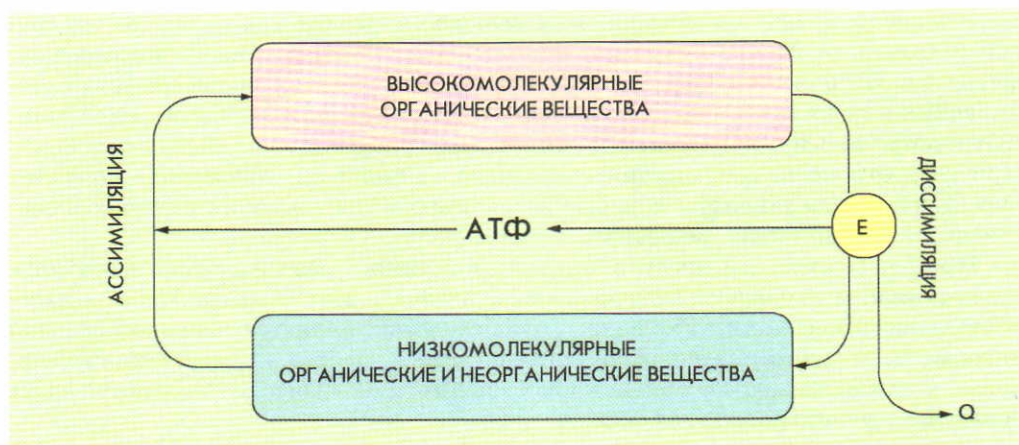 ВЫСОКОМОЛЕКУЛЯРНЫЕ
ОРГАНИЧЕСКИЕ ВЕЩЕСТВА
АССИМИЛЯЦИЯ
АТФ
Е
ДИССИМИЛЯЦИЯ
НИЗКОМОЛЕКУЛЯРНЫЕ
ОРГАНИЧЕСКИЕ И НЕОРГАНИЧЕСКИЕ ВЕЩЕСТВА
Q